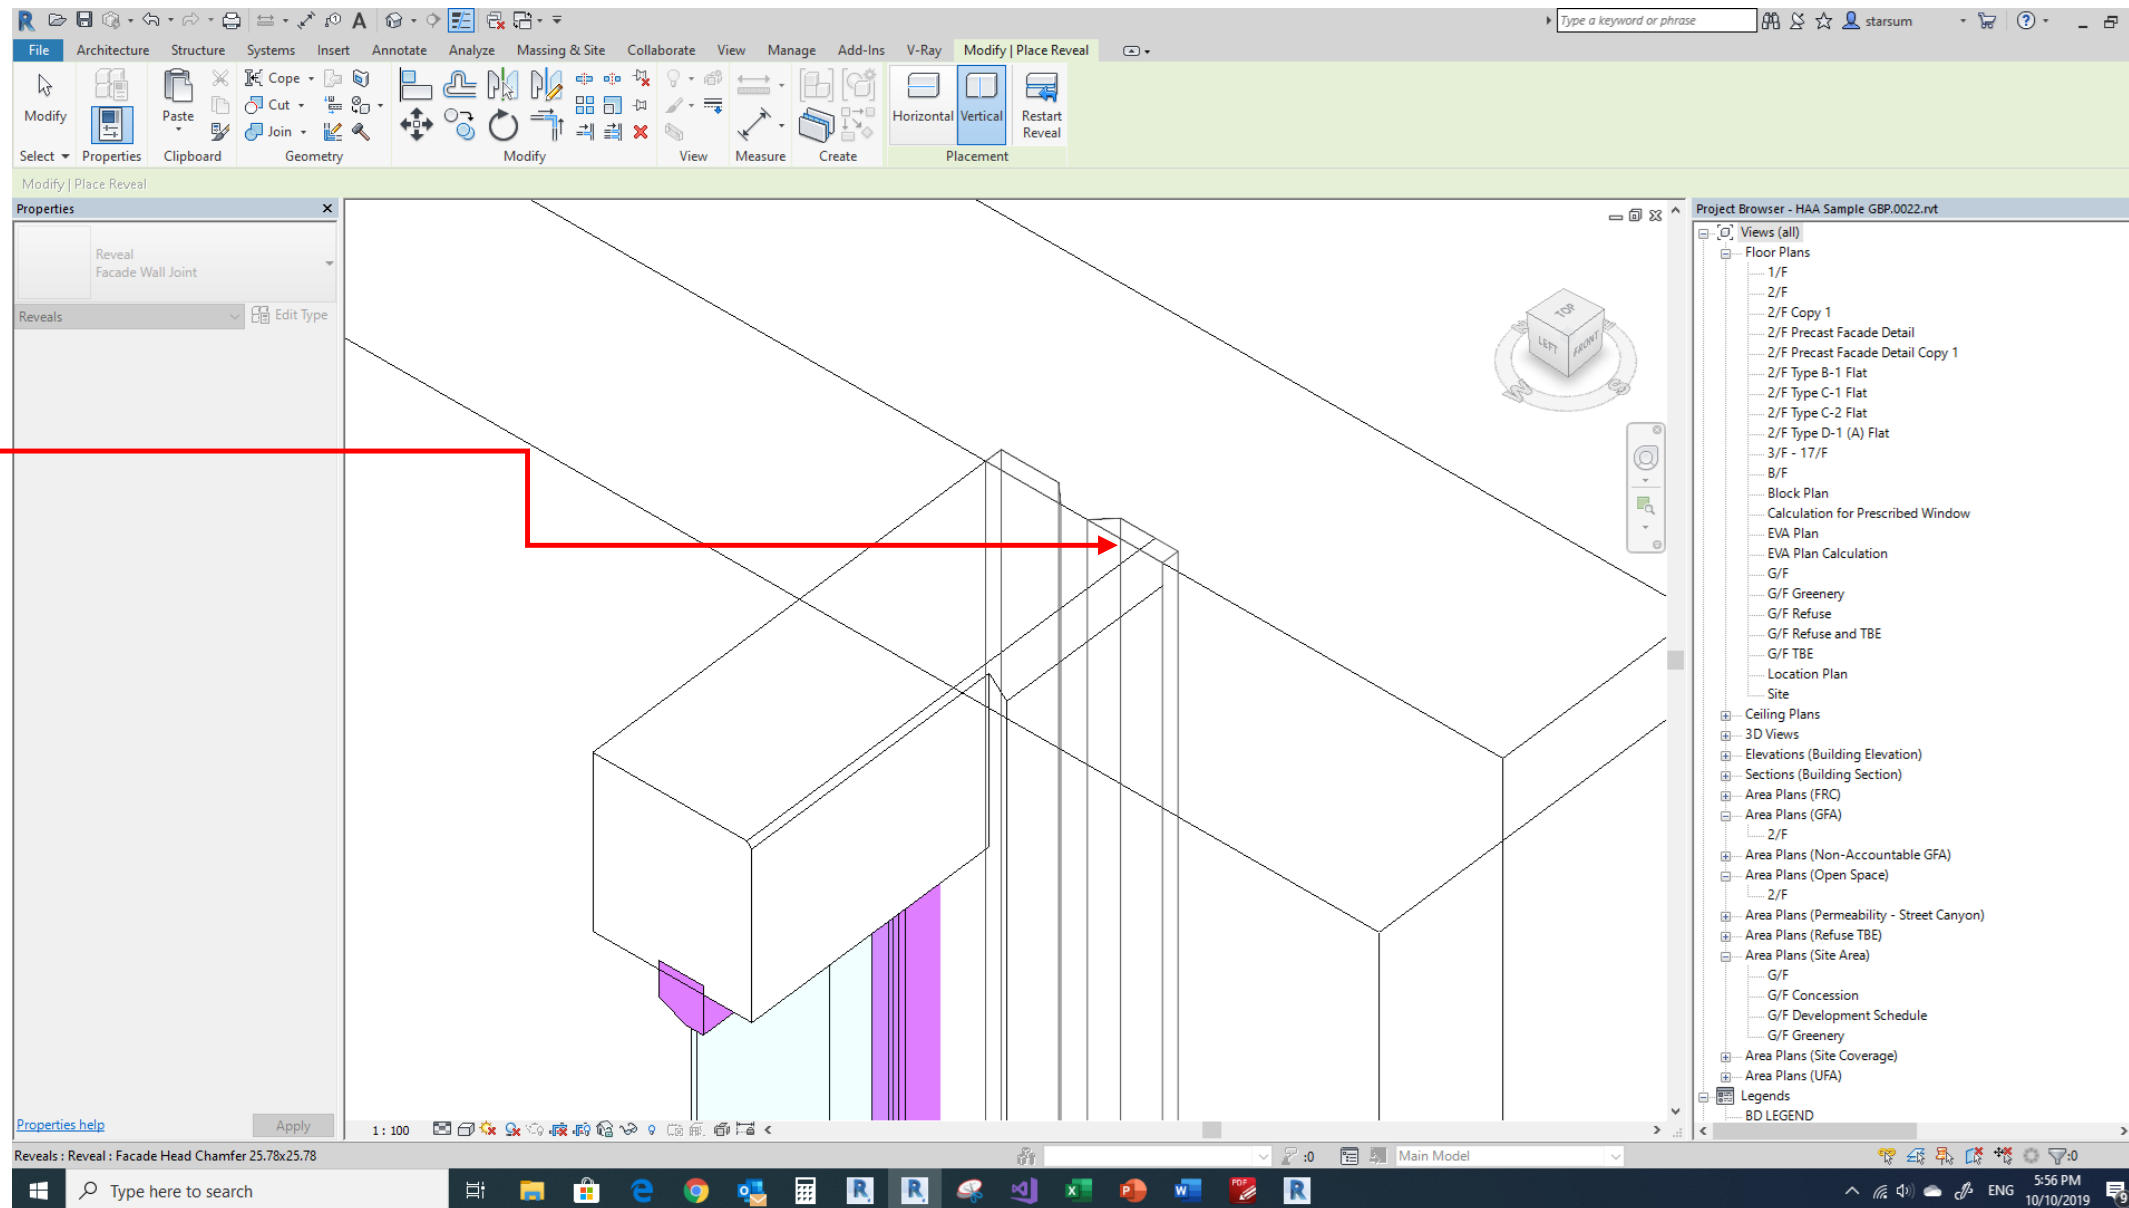 Type a keyword or phrase
starsum
File Architecture Structure Systems Insert Annotate Analyze Massing & Site Collaborate View Manage Add-Ins V-Ray Modify | Place Reveal
Cope
Cut
Join
Modify
Paste
Horizontal Vertical Restart Reveal
Select Properties Clipboard Geometry Modify View Measure Create Placement
Modify | Place Reveal
Properties
Reveal
Facade Wall Joint
Reveals
Edit Type
Properties help
Apply
TOP
LEFT
FRONT
W
S
1 : 100
Project Browser - HAA Sample GBP.0022.rvt
Views (all)
Floor Plans
1/F
2/F
2/F Copy 1
2/F Precast Facade Detail
2/F Precast Facade Detail Copy 1
2/F Type B-1 Flat
2/F Type C-1 Flat
2/F Type C-2 Flat
2/F Type D-1 (A) Flat
3/F - 17/F
B/F
Block Plan
Calculation for Prescribed Window
EVA Plan
EVA Plan Calculation
G/F
G/F Greenery
G/F Refuse
G/F Refuse and TBE
G/F TBE
Location Plan
Site
Ceiling Plans
3D Views
Elevations (Building Elevation)
Sections (Building Section)
Area Plans (FRC)
Area Plans (GFA)
2/F
Area Plans (Non-Accountable GFA)
Area Plans (Open Space)
2/F
Area Plans (Permeability - Street Canyon)
Area Plans (Refuse TBE)
Area Plans (Site Area)
G/F
G/F Concession
G/F Development Schedule
G/F Greenery
Area Plans (Site Coverage)
Area Plans (UFA)
Legends
BD LEGEND
Reveals : Reveal : Facade Head Chamfer 25.78x25.78
:0
Main Model
:0
Type here to search
ENG
5:56 PM
10/10/2019